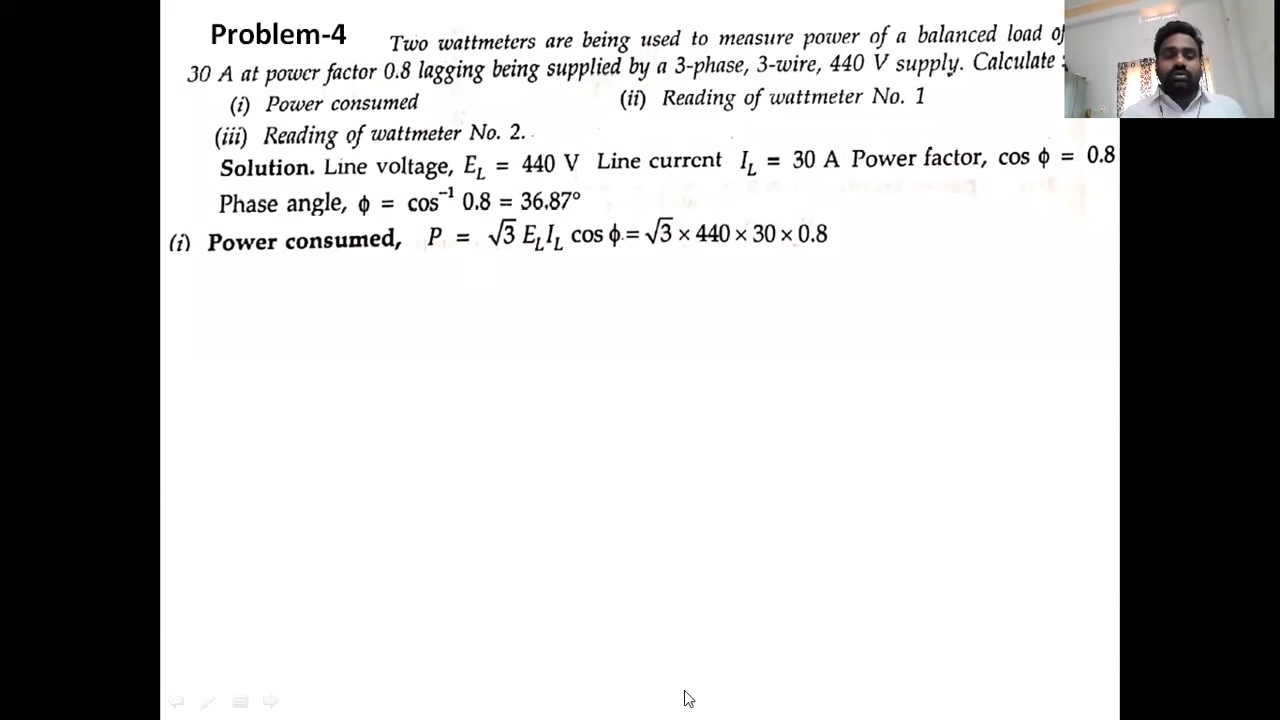 Problem-4
Two wattmeters are being used to measure power of a balanced load of
30 A at power factor 0.8 lagging being supplied by a 3-phase, 3-wire, 440 V supply. Calculate :
(i) Power consumed (ii) Reading of wattmeter No. 1
(iii) Reading of wattmeter No. 2.
Solution. Line voltage, E_L = 440 V Line current I_L = 30 A Power factor, cos ϕ = 0.8
Phase angle, ϕ = cos⁻¹ 0.8 = 36.87°
(i) Power consumed, P = √3 E_L I_L cos ϕ = √3 × 440 × 30 × 0.8